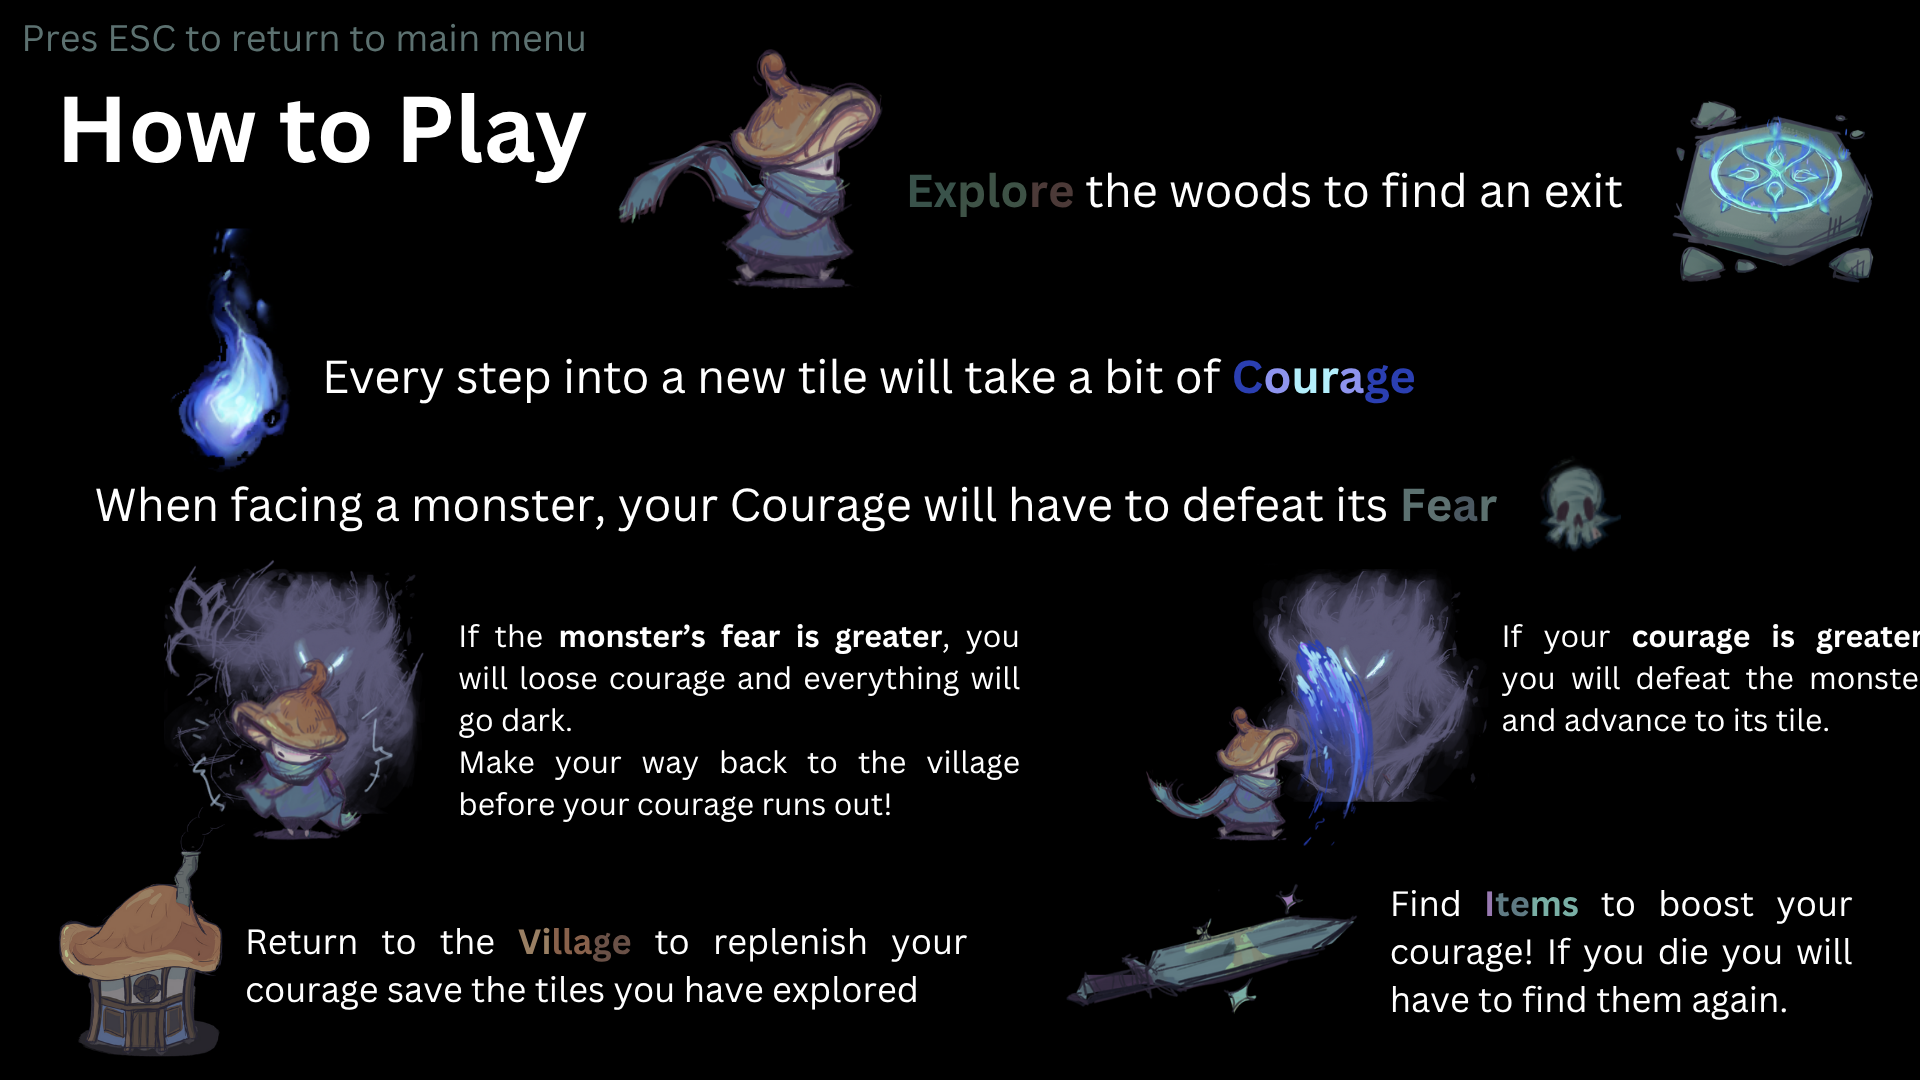 Pres ESC to return to main menu
How to Play
Explore the woods to find an exit
Every step into a new tile will take a bit of Courage
When facing a monster, your Courage will have to defeat its Fear
If the monster’s fear is greater, you
will loose courage and everything will
go dark.
Make your way back to the village
before your courage runs out!
If your courage is greater
you will defeat the monste
and advance to its tile.
Return to the Village to replenish your
courage save the tiles you have explored
Find Items to boost your
courage! If you die you will
have to find them again.